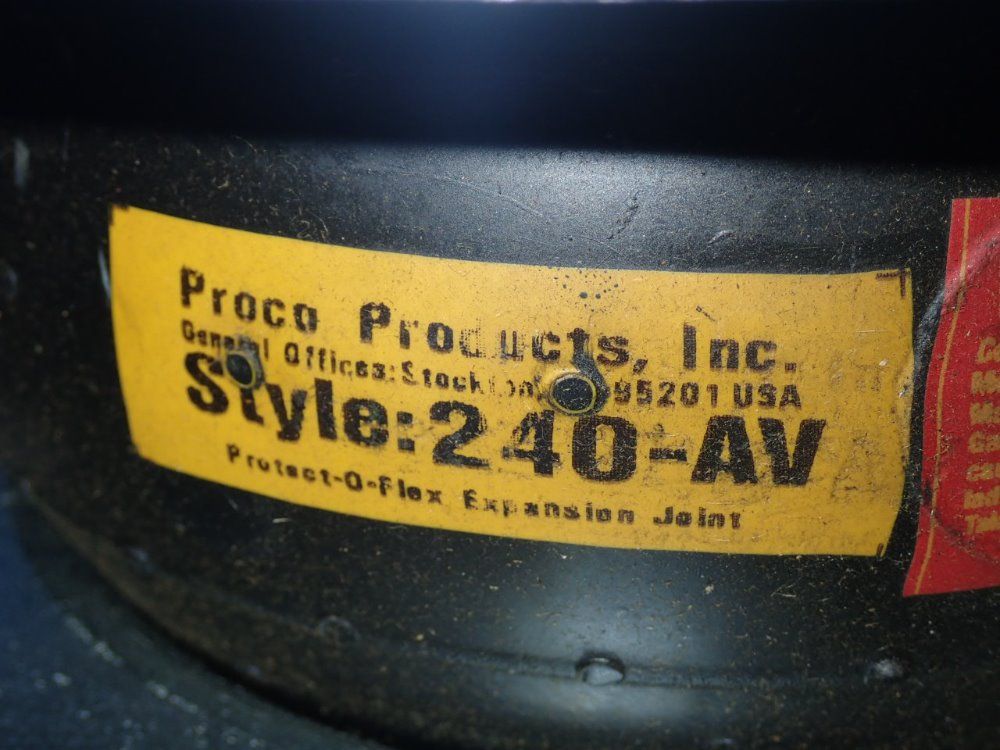 Proco Products, Inc.
General Offices: Stockton, 95201 USA
Style: 240-AV
Protect-O-Flex Expansion Joint